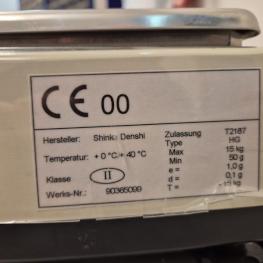 CE 00
Hersteller: Shinko Denshi
Temperatur: + 0 °C/+ 40 °C
Klasse II
Werks-Nr.: 90365099
Zulassung T2187
Type HG
Max 15 kg
Min 50 g
e = 1,0 g
d = 0,1 g
T = kg